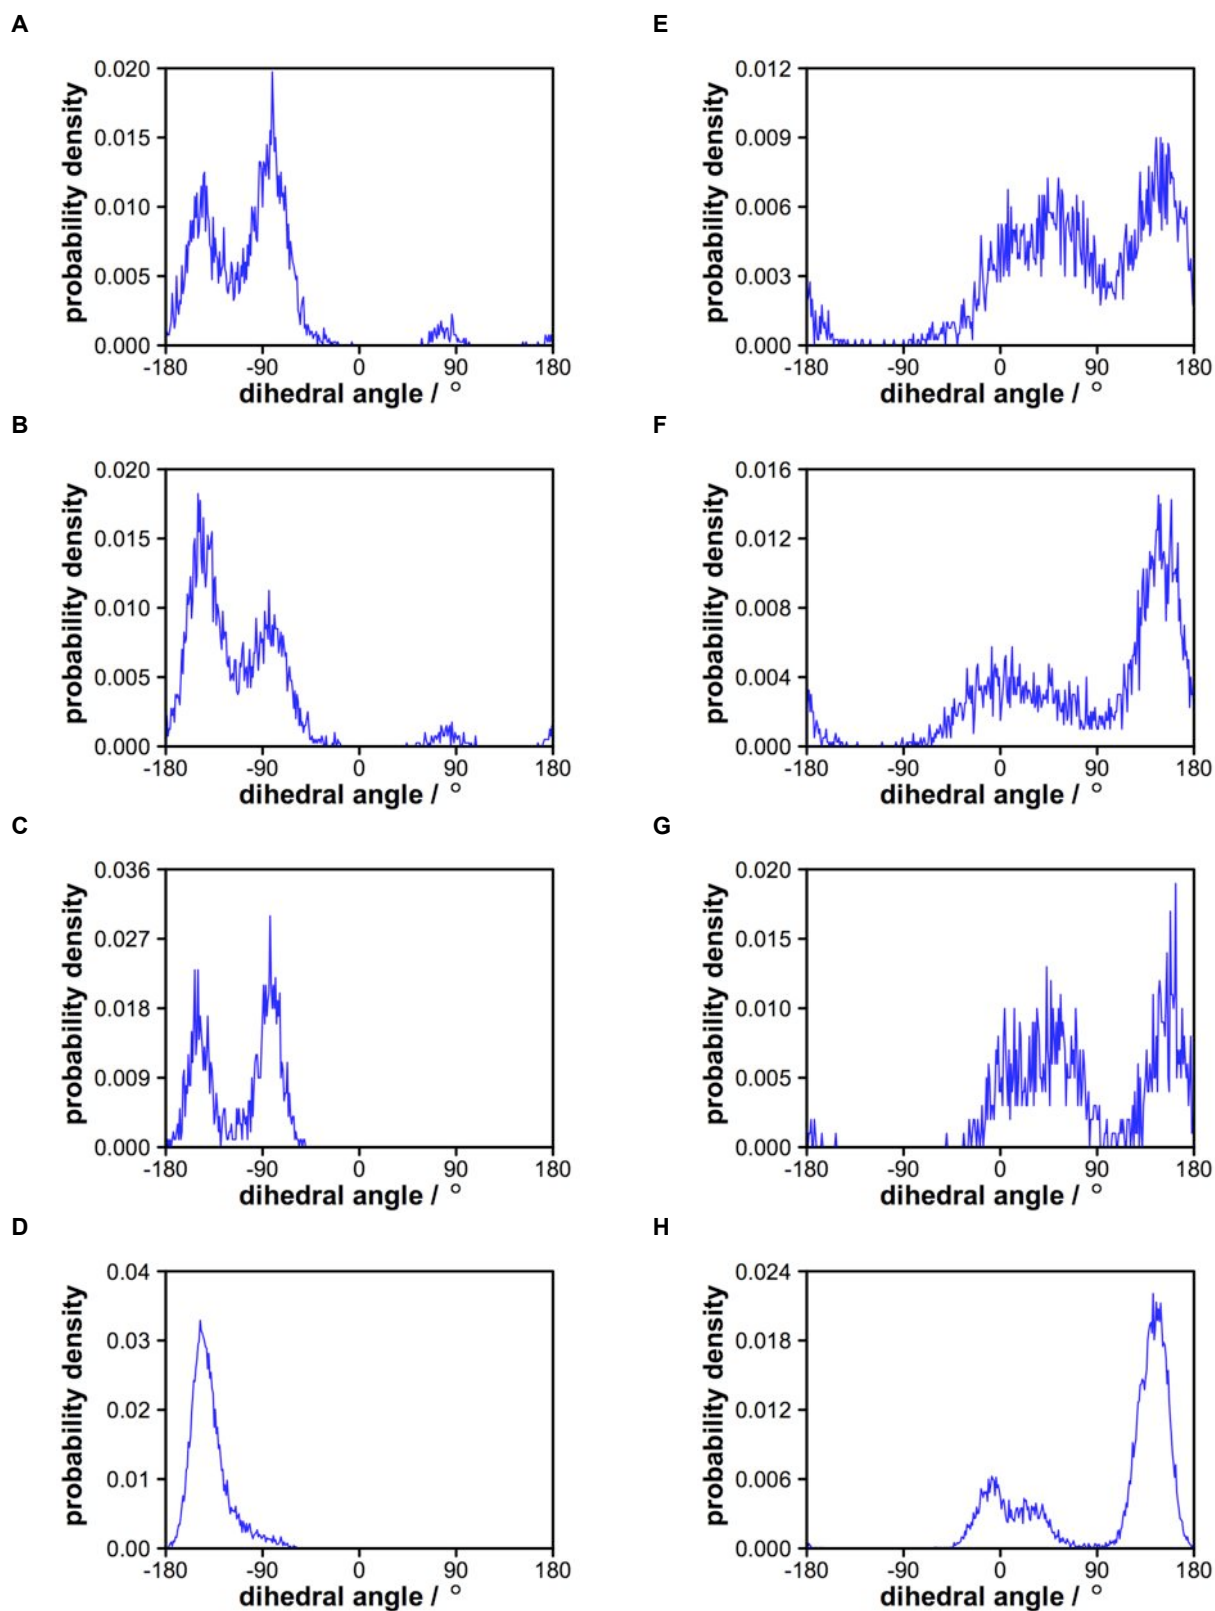 A
probability density
0.020
0.015
0.010
0.005
0.000
-180 -90 0 90 180
dihedral angle / °
E
probability density
0.012
0.009
0.006
0.003
0.000
-180 -90 0 90 180
dihedral angle / °
B
probability density
0.020
0.015
0.010
0.005
0.000
-180 -90 0 90 180
dihedral angle / °
F
probability density
0.016
0.012
0.008
0.004
0.000
-180 -90 0 90 180
dihedral angle / °
C
probability density
0.036
0.027
0.018
0.009
0.000
-180 -90 0 90 180
dihedral angle / °
G
probability density
0.020
0.015
0.010
0.005
0.000
-180 -90 0 90 180
dihedral angle / °
D
probability density
0.04
0.03
0.02
0.01
0.00
-180 -90 0 90 180
dihedral angle / °
H
probability density
0.024
0.018
0.012
0.006
0.000
-180 -90 0 90 180
dihedral angle / °